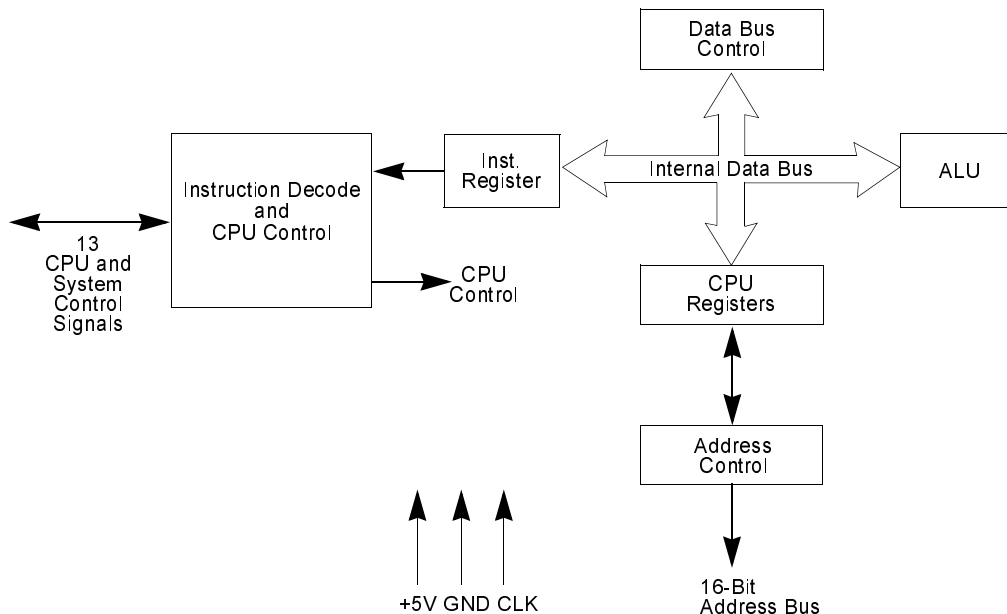 Data Bus
Control
Instruction Decode
and
CPU Control
Inst.
Register
Internal Data Bus
ALU
13
CPU and
System
Control
Signals
CPU
Control
CPU
Registers
Address
Control
+5V GND CLK
16-Bit
Address Bus